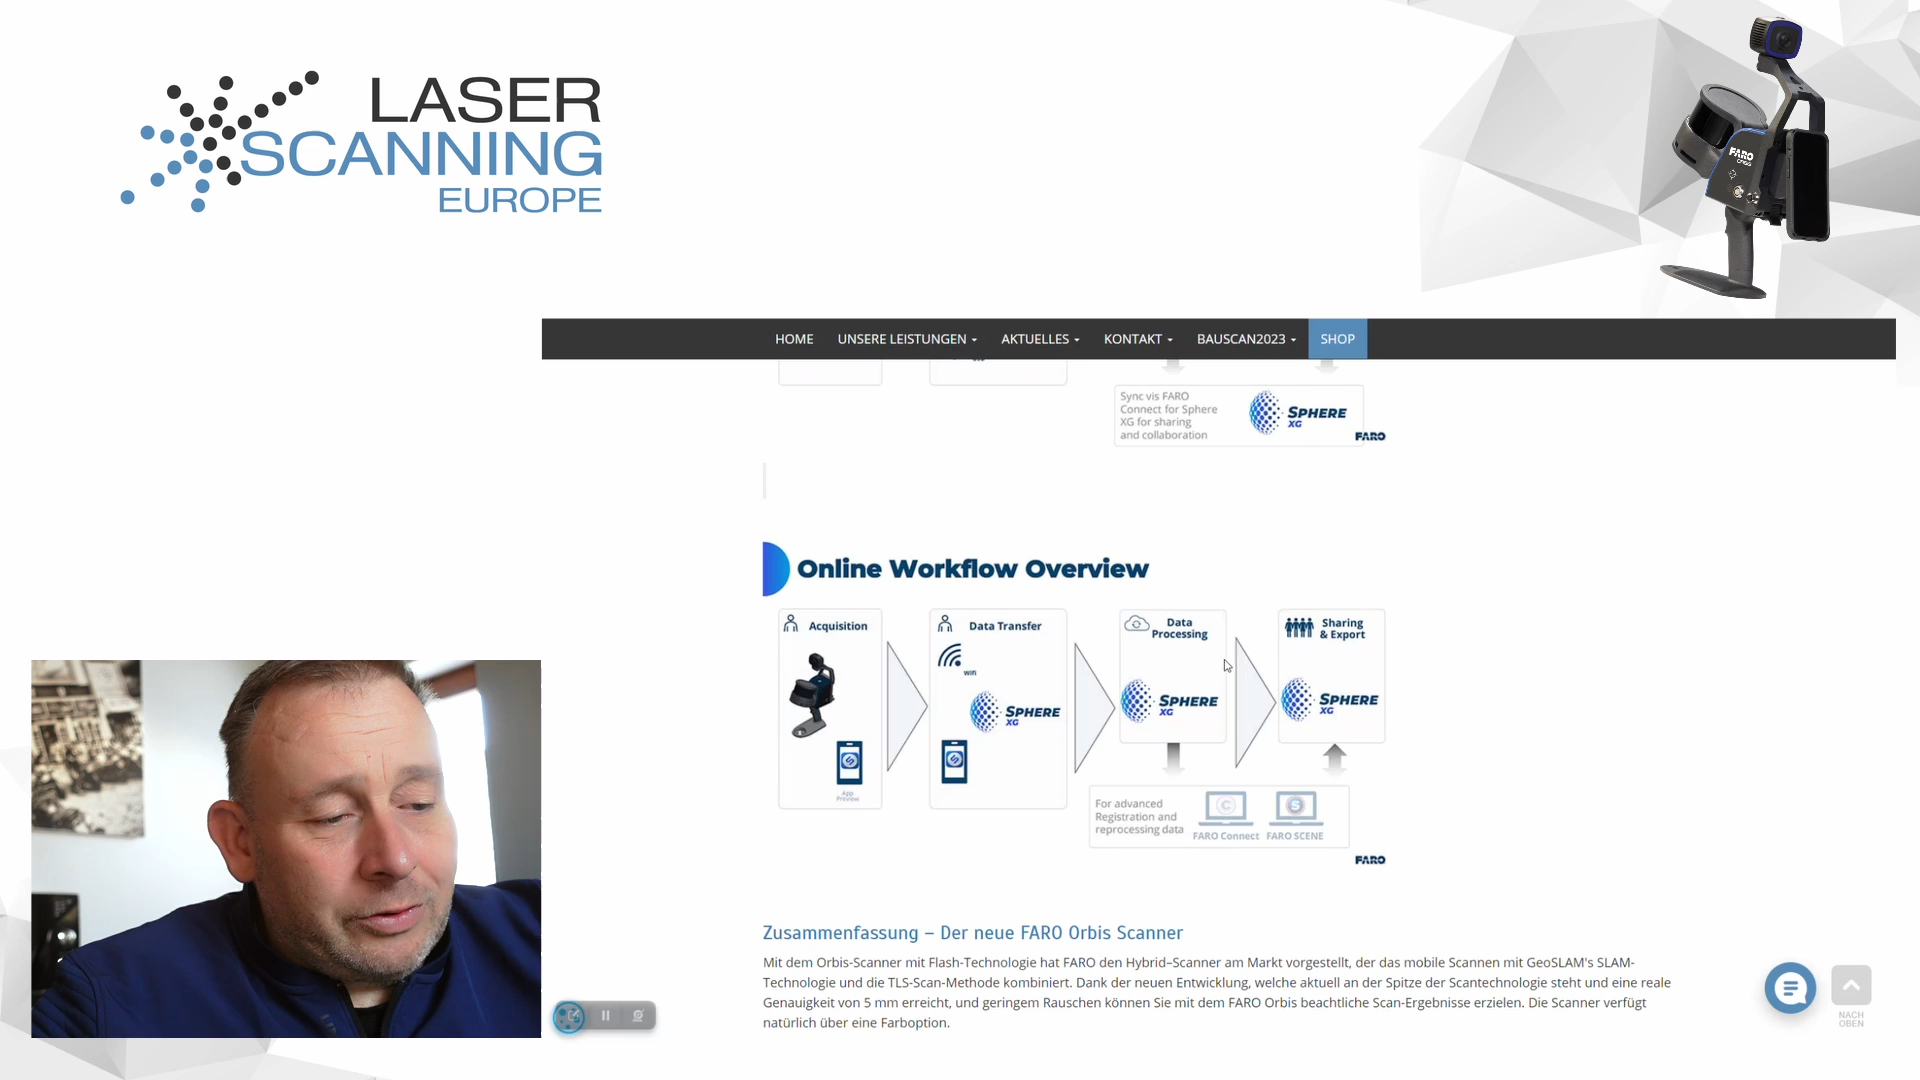 LASER
SCANNING
EUROPE
FARO
ORBIS
HOME
UNSERE LEISTUNGEN
AKTUELLES
KONTAKT
BAUSCAN2023
SHOP
Sync vis FARO
Connect for Sphere
XG for sharing
and collaboration
SPHERE
XG
FARO
Online Workflow Overview
Acquisition
App
Preview
Data Transfer
wifi
SPHERE
XG
Data
Processing
SPHERE
XG
Sharing
& Export
SPHERE
XG
For advanced
Registration and
reprocessing data
C
FARO Connect
S
FARO SCENE
FARO
Zusammenfassung – Der neue FARO Orbis Scanner
Mit dem Orbis-Scanner mit Flash-Technologie hat FARO den Hybrid–Scanner am Markt vorgestellt, der das mobile Scannen mit GeoSLAM's SLAM-
Technologie und die TLS-Scan-Methode kombiniert. Dank der neuen Entwicklung, welche aktuell an der Spitze der Scantechnologie steht und eine reale
Genauigkeit von 5 mm erreicht, und geringem Rauschen können Sie mit dem FARO Orbis beachtliche Scan-Ergebnisse erzielen. Die Scanner verfügt
natürlich über eine Farboption.
NACH
OBEN